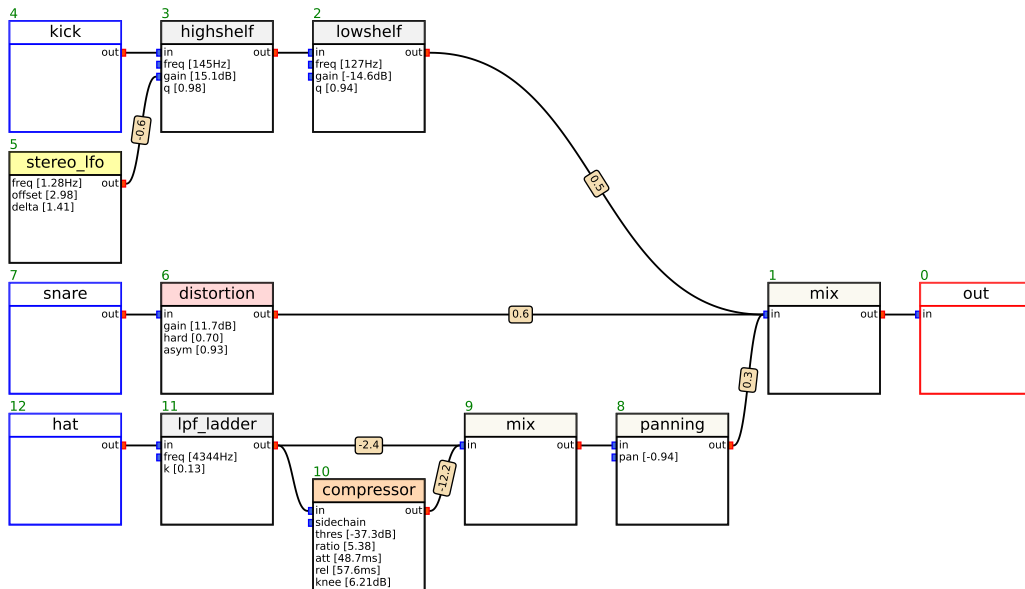 4
kick
out
3
highshelf
in out
freq [145Hz]
gain [15.1dB]
q [0.98]
2
lowshelf
in out
freq [127Hz]
gain [-14.6dB]
q [0.94]
-0.6
5
stereo_lfo
freq [1.28Hz] out
offset [2.98]
delta [1.41]
0.5
7
snare
out
6
distortion
in out
gain [11.7dB]
hard [0.70]
asym [0.93]
0.6
1
mix
in out
0
out
in
0.3
12
hat
out
11
lpf_ladder
in out
freq [4344Hz]
k [0.13]
-2.4
10
compressor
in out
sidechain
thres [-37.3dB]
ratio [5.38]
att [48.7ms]
rel [57.6ms]
knee [6.21dB]
-12.2
9
mix
in out
8
panning
in out
pan [-0.94]